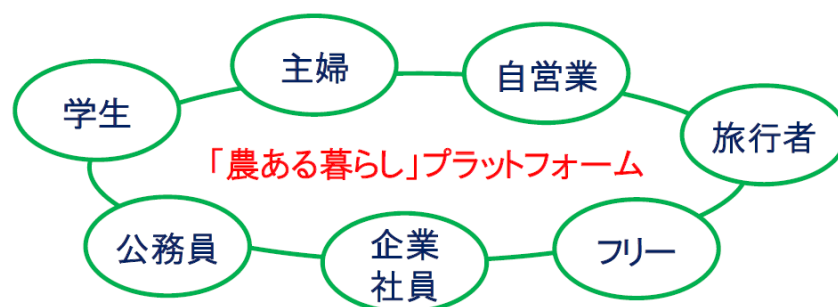 主婦
自営業
学生
旅行者
「農ある暮らし」プラットフォーム
公務員
企業
社員
フリー